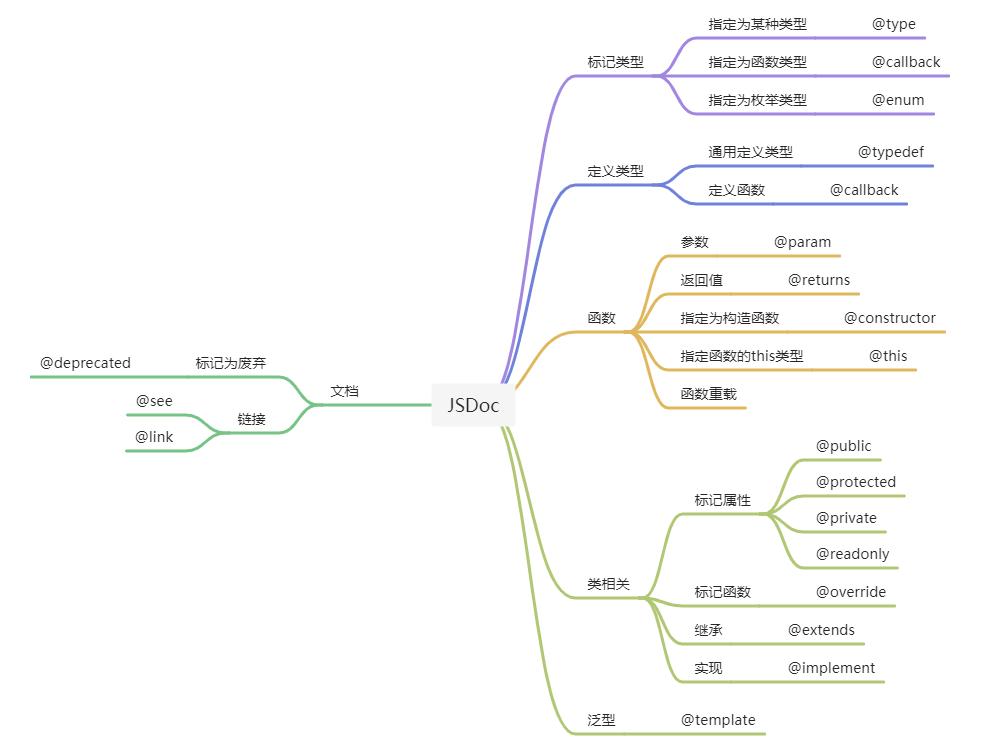 JSDoc
标记类型
指定为某种类型 @type
指定为函数类型 @callback
指定为枚举类型 @enum
定义类型
通用定义类型 @typedef
定义函数 @callback
函数
参数 @param
返回值 @returns
指定为构造函数 @constructor
指定函数的this类型 @this
函数重载
类相关
标记属性
@public
@protected
@private
@readonly
标记函数 @override
继承 @extends
实现 @implement
泛型 @template
文档
@deprecated 标记为废弃
链接
@see
@link